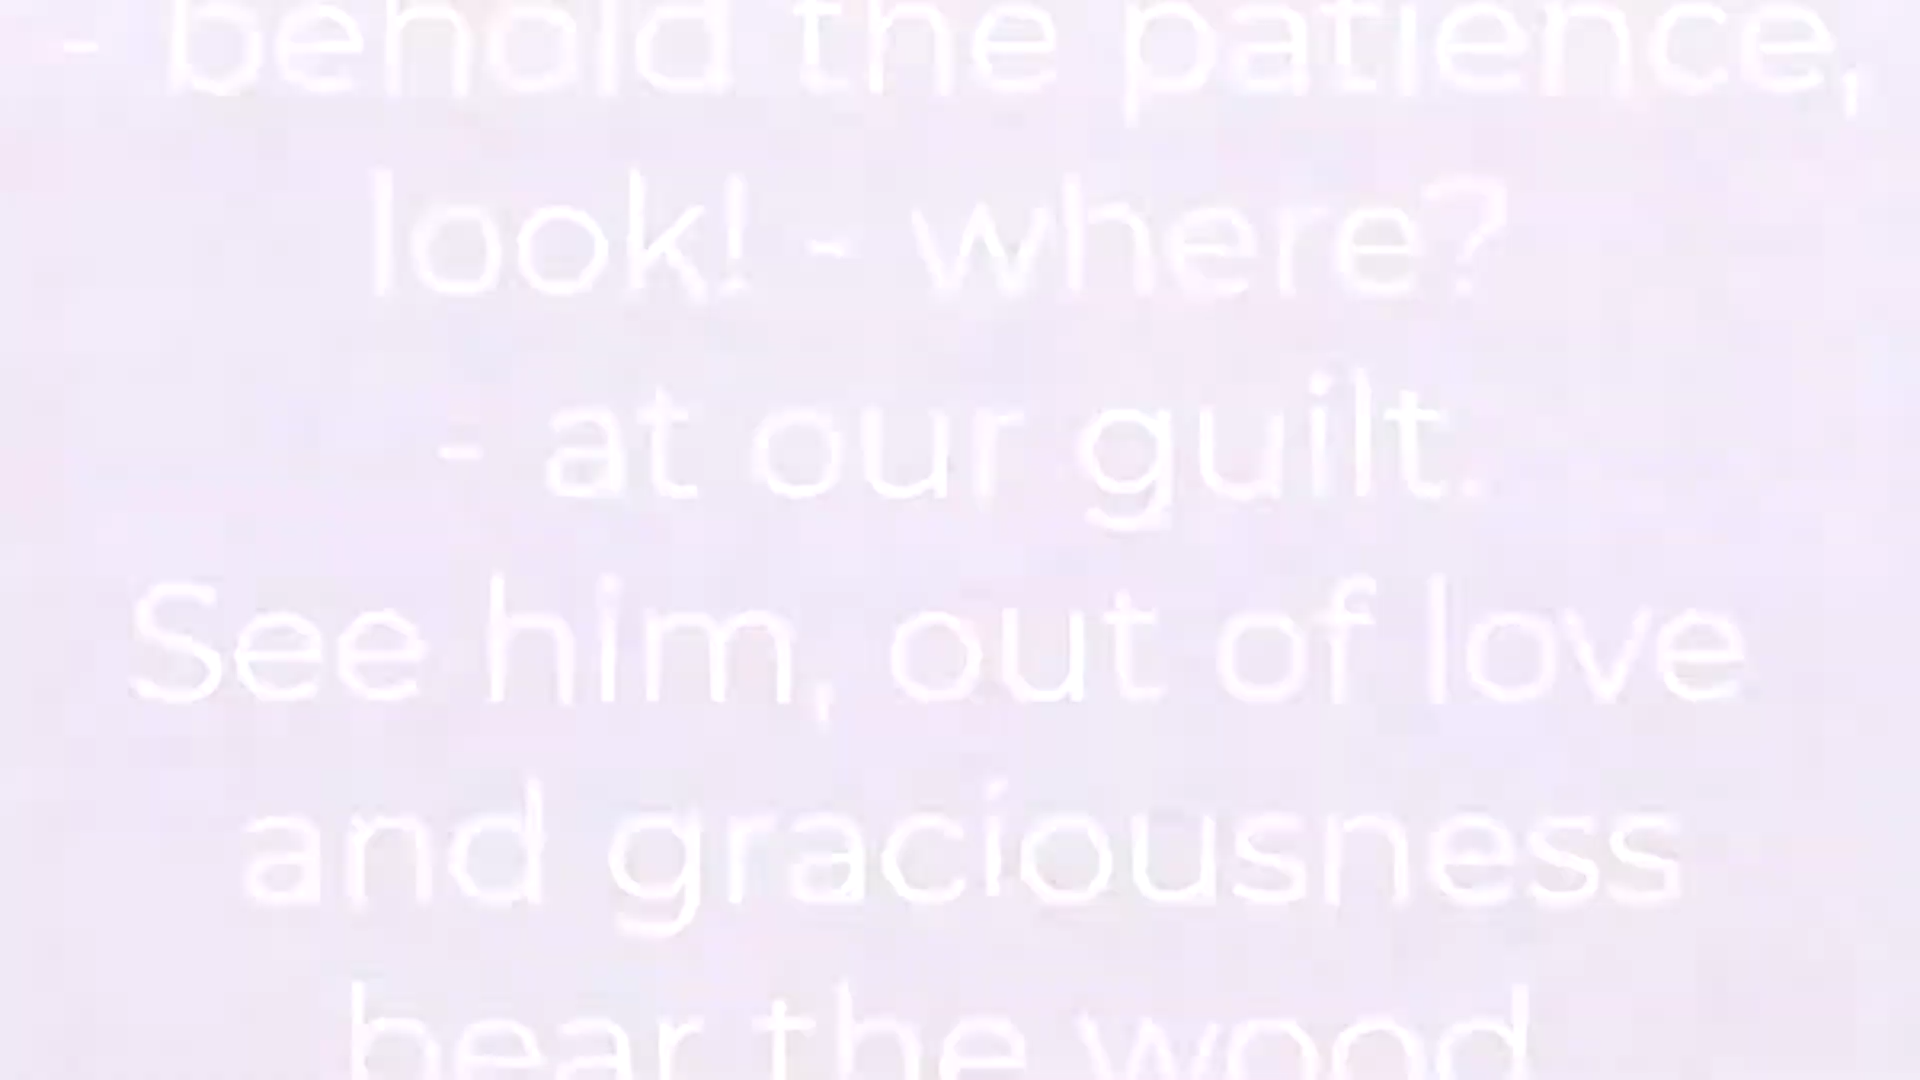 - behold the patience,
look! - where?
- at our guilt.
See him, out of love
and graciousness
bear the wood